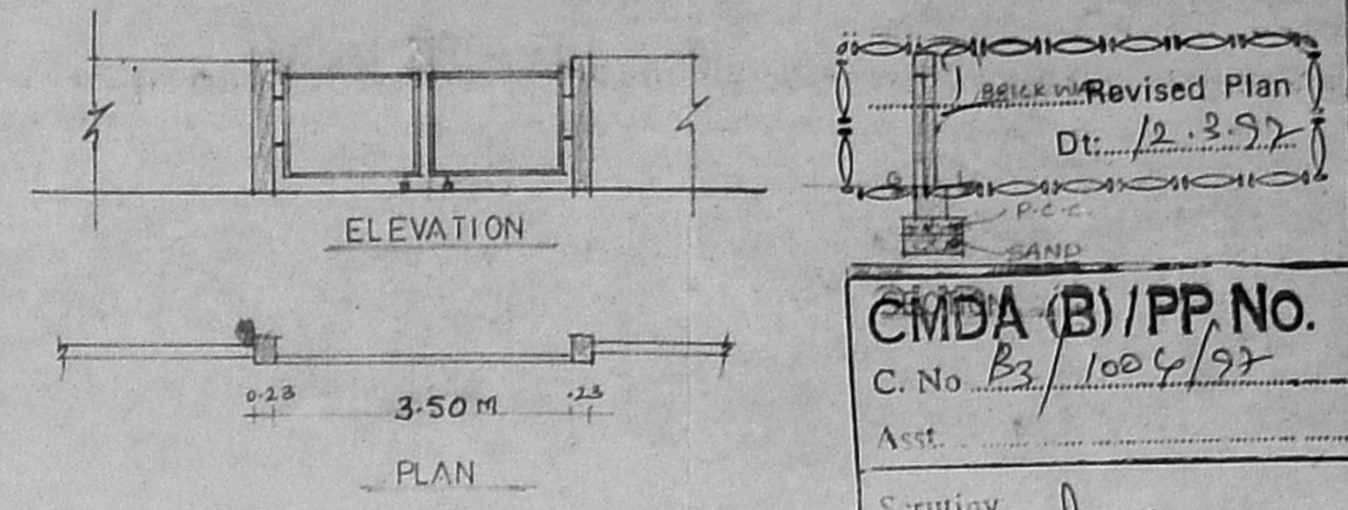 ELEVATION
0.23 3.50 M .23
PLAN
BRICK
Revised Plan
Dt: 12.3.97
P.C.C.
SAND
CMDA (B)/PP. No.
C. No B3/1004/97
Asst.
Scrutiny